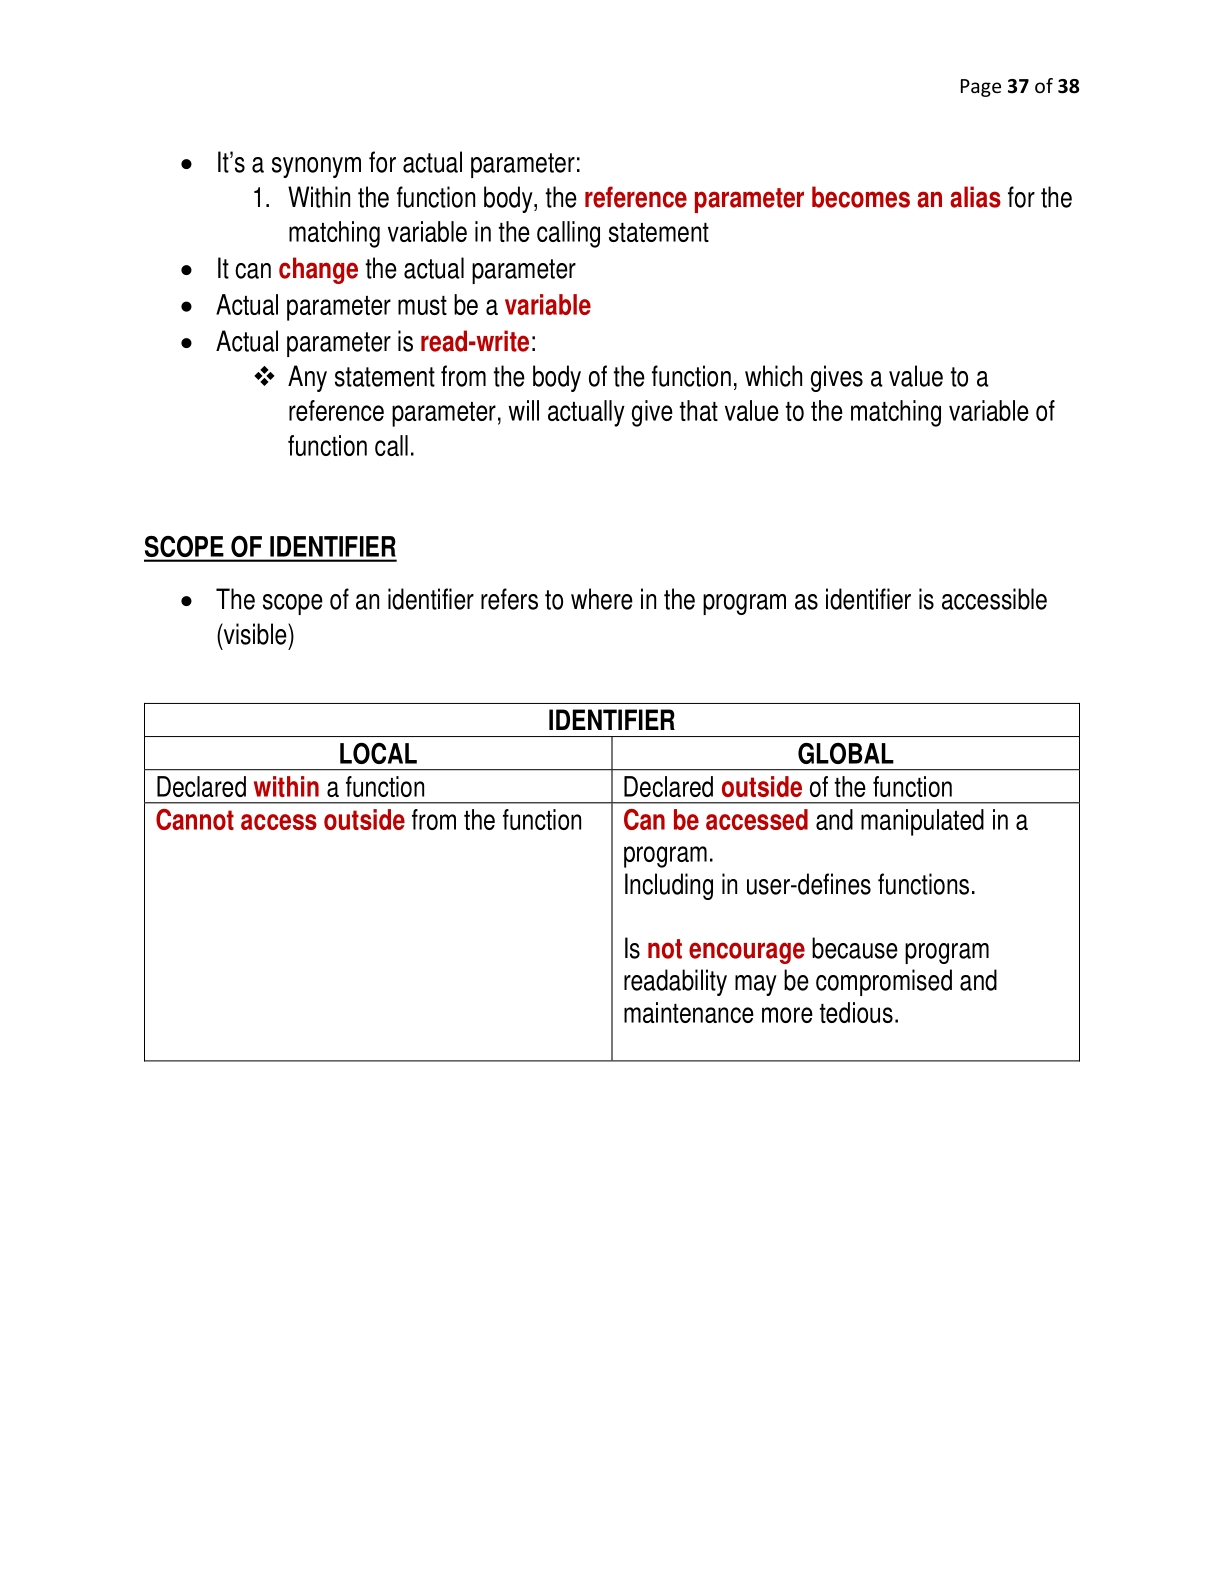 Page 37 of 38
• It’s a synonym for actual parameter:
1. Within the function body, the reference parameter becomes an alias for the
matching variable in the calling statement
• It can change the actual parameter
• Actual parameter must be a variable
• Actual parameter is read-write:
❖ Any statement from the body of the function, which gives a value to a
reference parameter, will actually give that value to the matching variable of
function call.
SCOPE OF IDENTIFIER
• The scope of an identifier refers to where in the program as identifier is accessible
(visible)
IDENTIFIER
LOCAL GLOBAL
Declared within a function Declared outside of the function
Cannot access outside from the function Can be accessed and manipulated in a
program.
Including in user-defines functions.
Is not encourage because program
readability may be compromised and
maintenance more tedious.